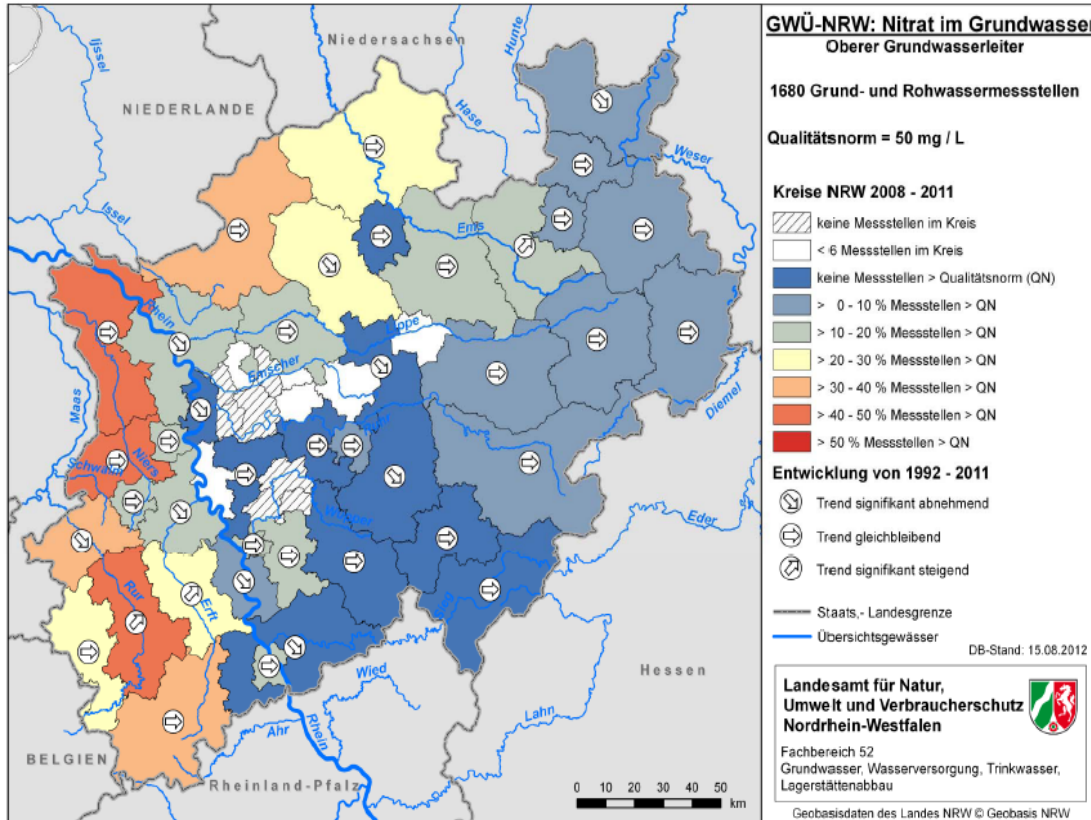 Niedersachsen
NIEDERLANDE
Ijssel
Hunte
Hase
Weser
Issel
Ems
Rhein
Lippe
Emscher
Ruhr
Maas
Niers
Schwalm
Diemel
Wupper
Eder
Rur
Erft
Sieg
Wied
Hessen
Lahn
Ahr
Rhein
BELGIEN
Rheinland-Pfalz
0 10 20 30 40 50
km
GWÜ-NRW: Nitrat im Grundwasser
Oberer Grundwasserleiter
1680 Grund- und Rohwassermessstellen
Qualitätsnorm = 50 mg / L
Kreise NRW 2008 - 2011
keine Messstellen im Kreis
< 6 Messstellen im Kreis
keine Messstellen > Qualitätsnorm (QN)
> 0 - 10 % Messstellen > QN
> 10 - 20 % Messstellen > QN
> 20 - 30 % Messstellen > QN
> 30 - 40 % Messstellen > QN
> 40 - 50 % Messstellen > QN
> 50 % Messstellen > QN
Entwicklung von 1992 - 2011
Trend signifikant abnehmend
Trend gleichbleibend
Trend signifikant steigend
Staats,- Landesgrenze
Übersichtsgewässer
DB-Stand: 15.08.2012
Landesamt für Natur,
Umwelt und Verbraucherschutz
Nordrhein-Westfalen
Fachbereich 52
Grundwasser, Wasserversorgung, Trinkwasser,
Lagerstättenabbau
Geobasisdaten des Landes NRW © Geobasis NRW